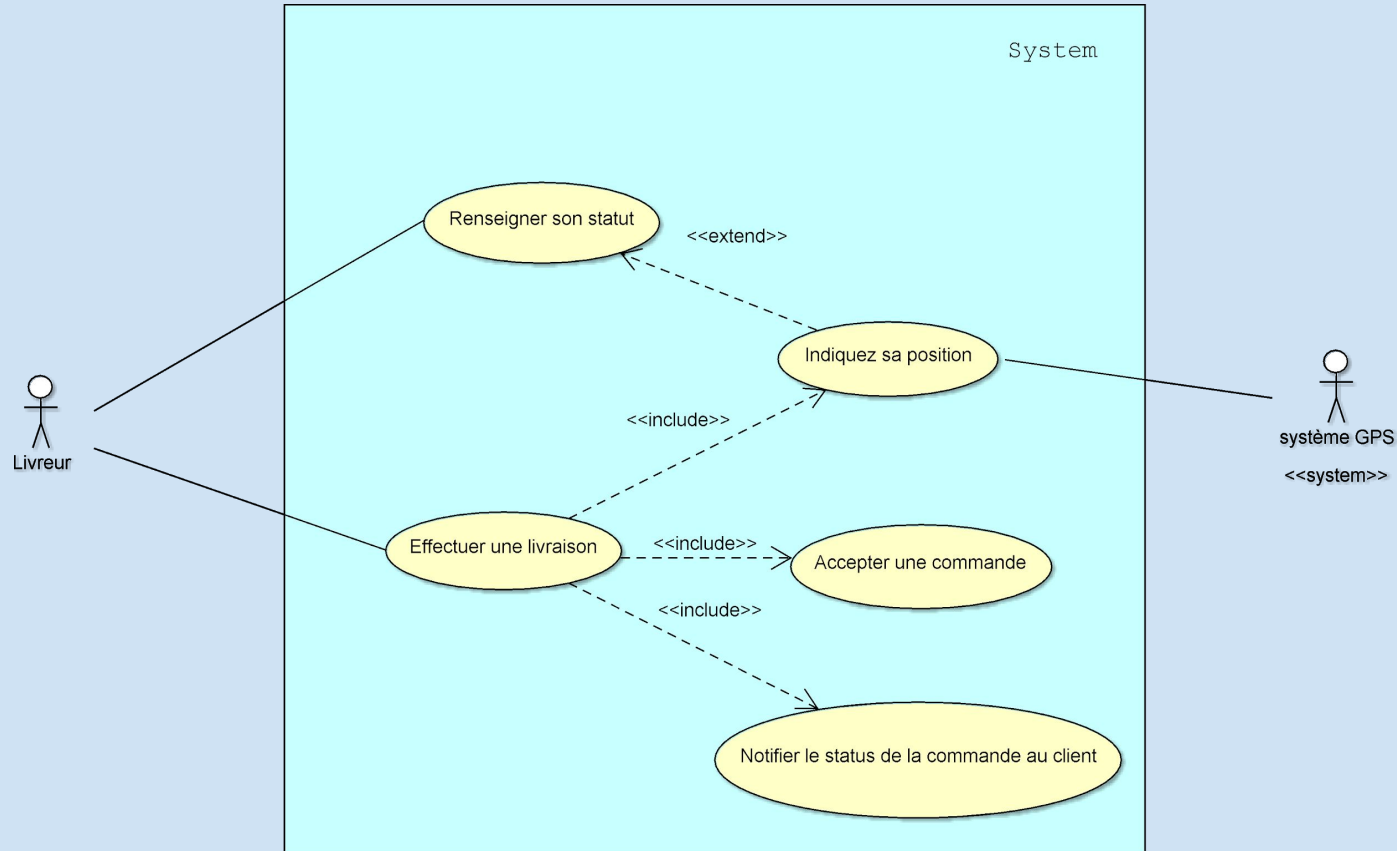 System
Renseigner son statut
<<extend>>
Indiquez sa position
<<include>>
Livreur
système GPS
<<system>>
Effectuer une livraison
<<include>>
Accepter une commande
<<include>>
Notifier le status de la commande au client